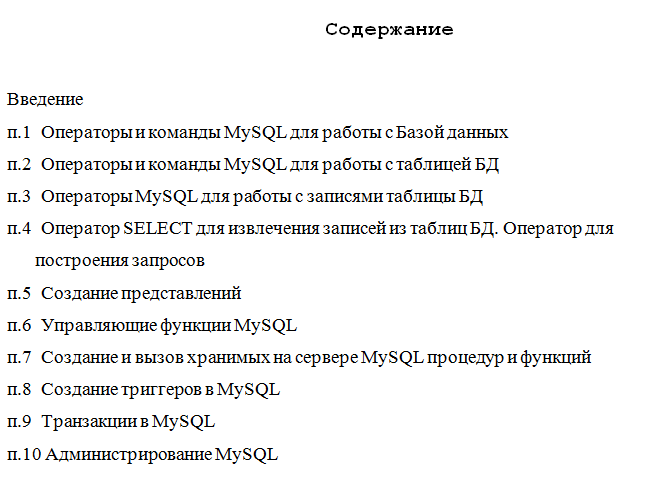 Содержание
Введение
п.1 Операторы и команды MySQL для работы с Базой данных
п.2 Операторы и команды MySQL для работы с таблицей БД
п.3 Операторы MySQL для работы с записями таблицы БД
п.4 Оператор SELECT для извлечения записей из таблиц БД. Оператор для
построения запросов
п.5 Создание представлений
п.6 Управляющие функции MySQL
п.7 Создание и вызов хранимых на сервере MySQL процедур и функций
п.8 Создание триггеров в MySQL
п.9 Транзакции в MySQL
п.10 Администрирование MySQL